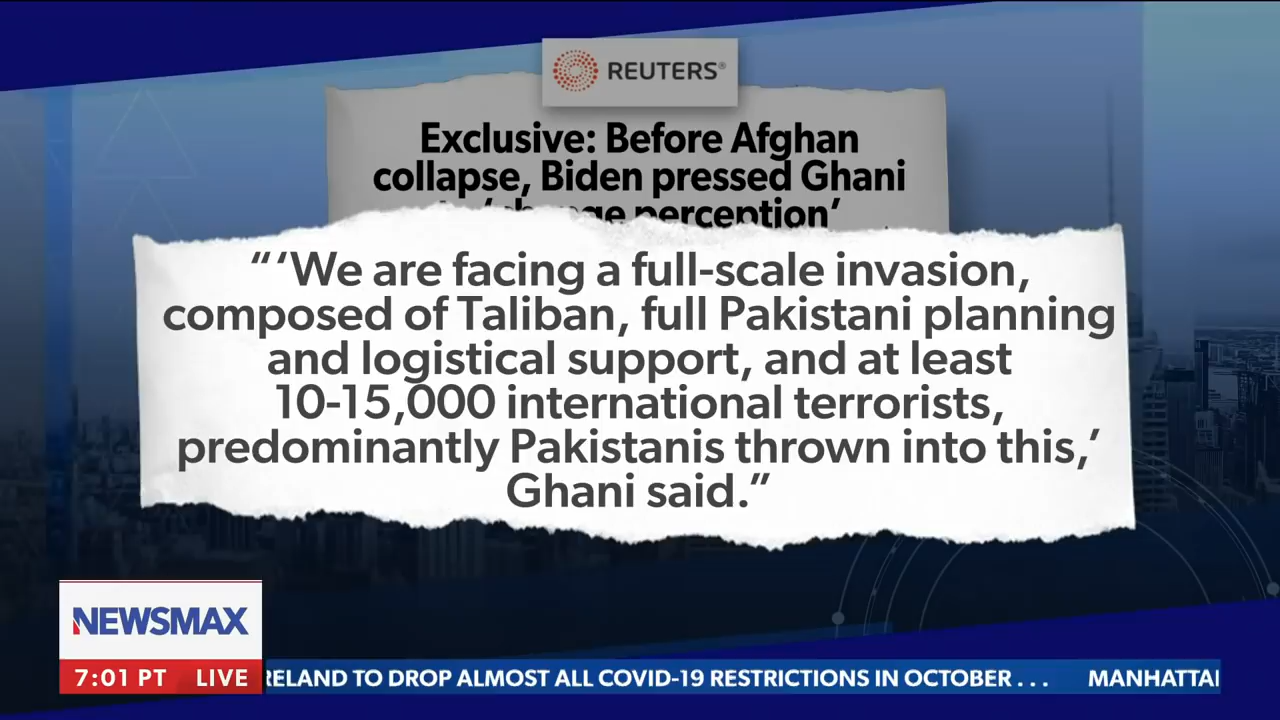 REUTERS®
Exclusive: Before Afghan
collapse, Biden pressed Ghani
perception’
“‘We are facing a full-scale invasion,
composed of Taliban, full Pakistani planning
and logistical support, and at least
10-15,000 international terrorists,
predominantly Pakistanis thrown into this,’
Ghani said.”
NEWSMAX
7:01 PT LIVE
RELAND TO DROP ALMOST ALL COVID-19 RESTRICTIONS IN OCTOBER . . . MANHATTA